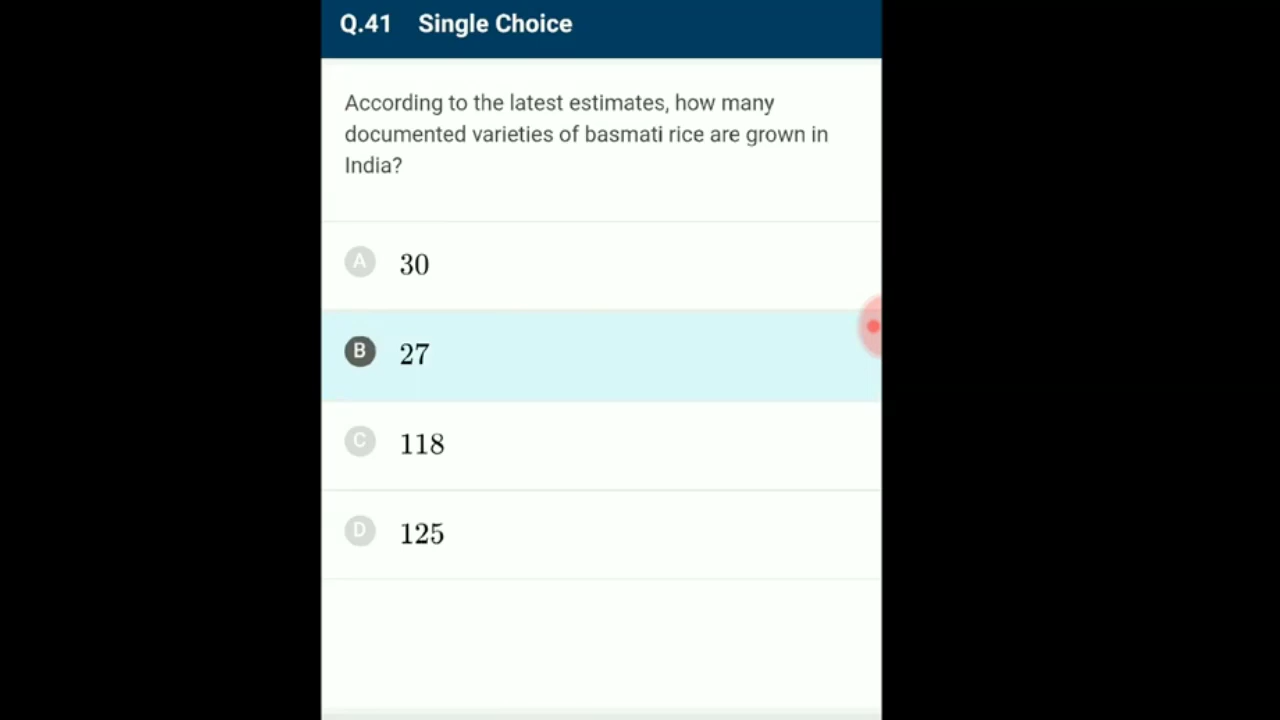 Q.41 Single Choice
According to the latest estimates, how many
documented varieties of basmati rice are grown in
India?
A 30
B 27
C 118
D 125